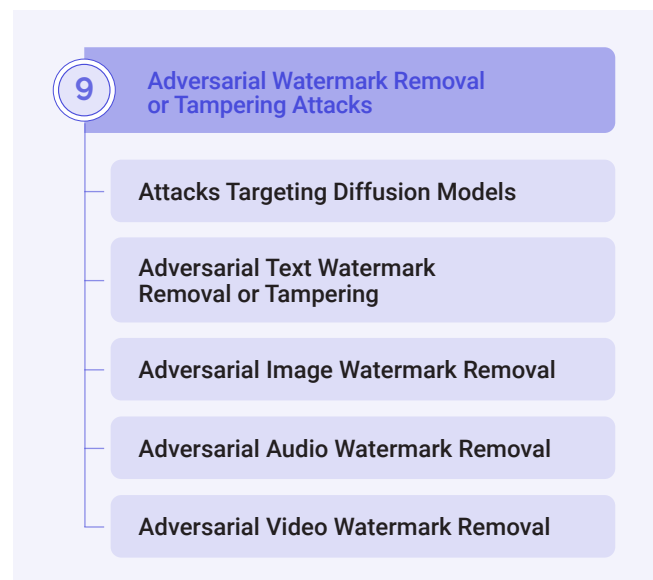 9
Adversarial Watermark Removal
or Tampering Attacks
Attacks Targeting Diffusion Models
Adversarial Text Watermark
Removal or Tampering
Adversarial Image Watermark Removal
Adversarial Audio Watermark Removal
Adversarial Video Watermark Removal